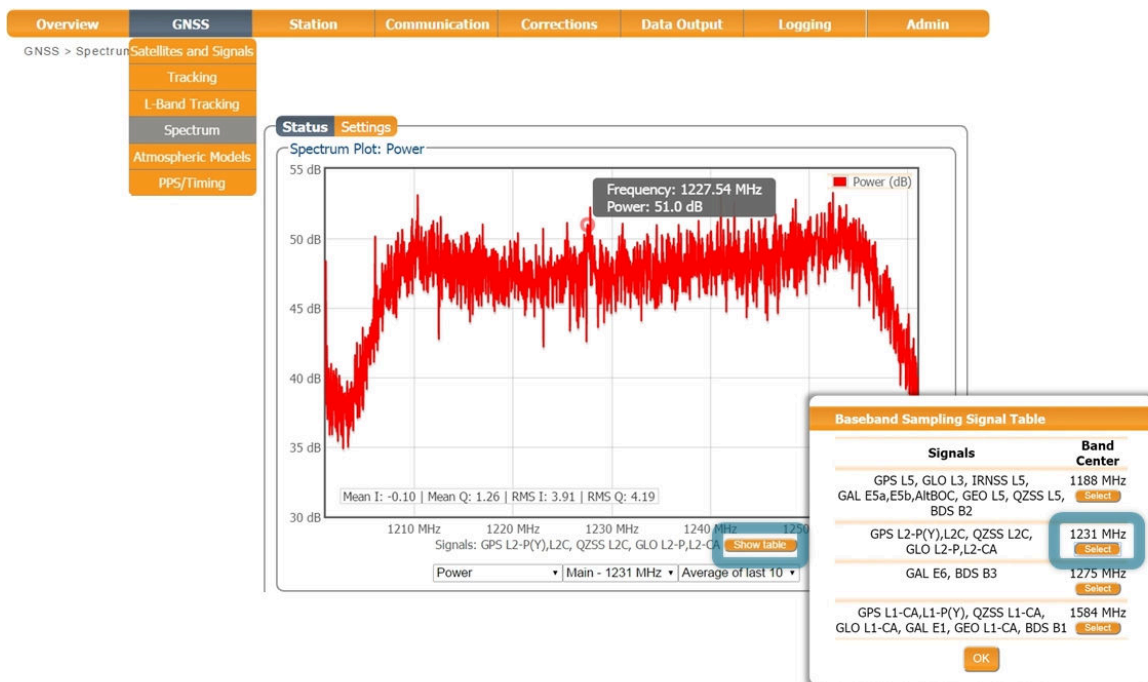 Overview GNSS Station Communication Corrections Data Output Logging Admin
GNSS > Spectrum
Satellites and Signals
Tracking
L-Band Tracking
Spectrum
Atmospheric Models
PPS/Timing
Status Settings
Spectrum Plot: Power
55 dB
50 dB
45 dB
40 dB
35 dB
30 dB
Frequency: 1227.54 MHz
Power: 51.0 dB
Power (dB)
Mean I: -0.10 | Mean Q: 1.26 | RMS I: 3.91 | RMS Q: 4.19
1210 MHz 1220 MHz 1230 MHz 1240 MHz 1250
Signals: GPS L2-P(Y),L2C, QZSS L2C, GLO L2-P,L2-CA Show table
Power Main - 1231 MHz Average of last 10
Baseband Sampling Signal Table
Signals
Band
Center
GPS L5, GLO L3, IRNSS L5,
GAL E5a,E5b,AltBOC, GEO L5, QZSS L5,
BDS B2
1188 MHz
Select
GPS L2-P(Y),L2C, QZSS L2C,
GLO L2-P,L2-CA
1231 MHz
Select
GAL E6, BDS B3
1275 MHz
Select
GPS L1-CA,L1-P(Y), QZSS L1-CA,
GLO L1-CA, GAL E1, GEO L1-CA, BDS B1
1584 MHz
Select
OK